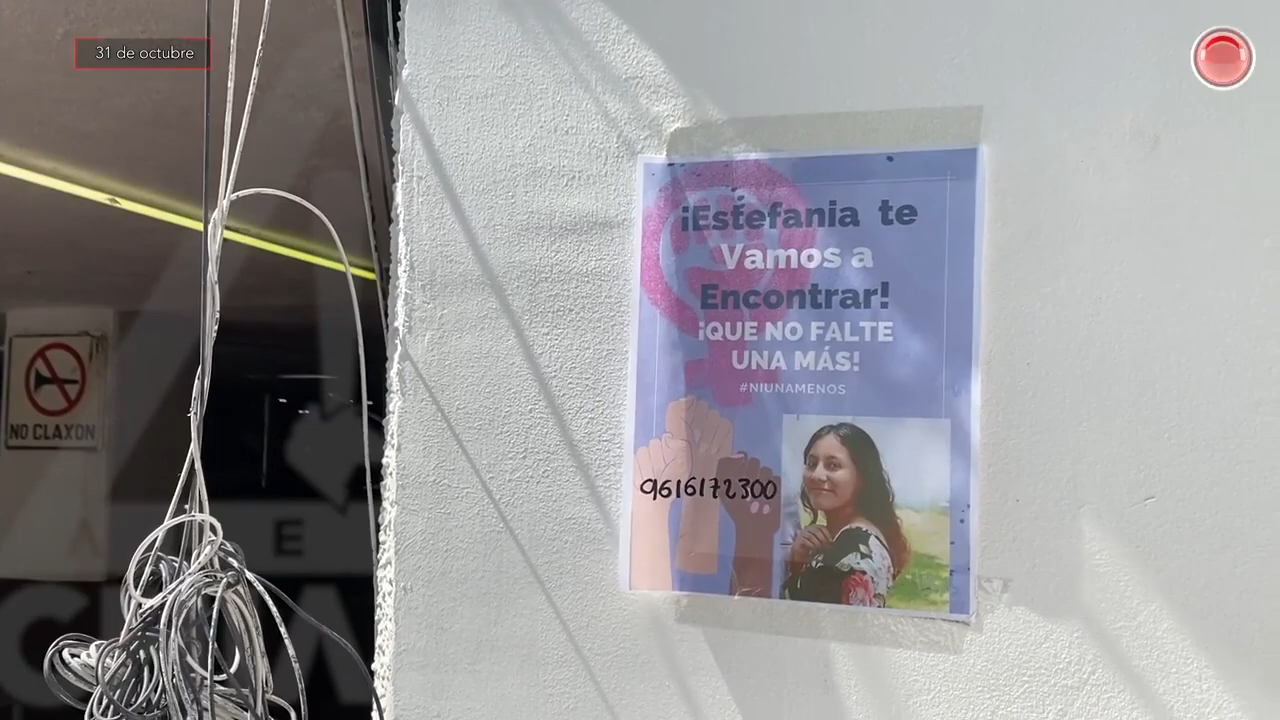 31 de octubre
¡Estefania te
Vamos a
Encontrar!
¡QUE NO FALTE
UNA MÁS!
#NIUNAMENOS
9616172300
NO CLAXON
E